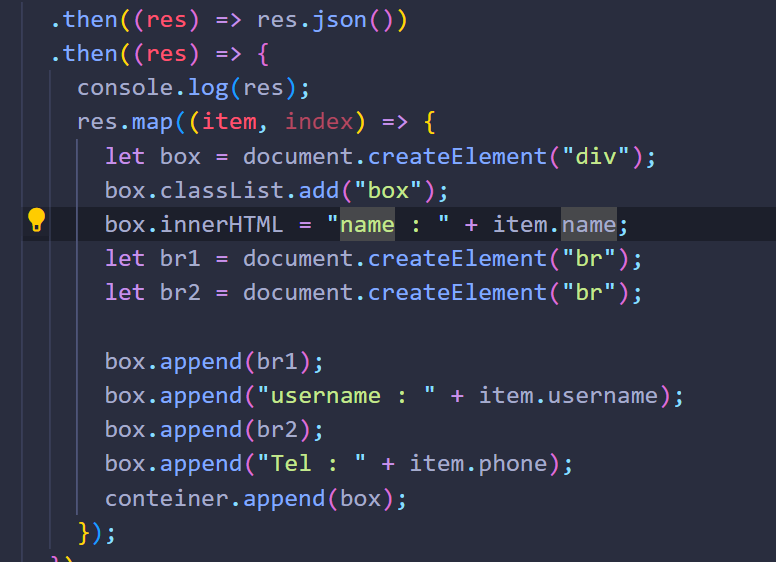 .then((res) => res.json())
.then((res) => {
console.log(res);
res.map((item, index) => {
let box = document.createElement("div");
box.classList.add("box");
box.innerHTML = "name : " + item.name;
let br1 = document.createElement("br");
let br2 = document.createElement("br");
box.append(br1);
box.append("username : " + item.username);
box.append(br2);
box.append("Tel : " + item.phone);
conteiner.append(box);
});
})